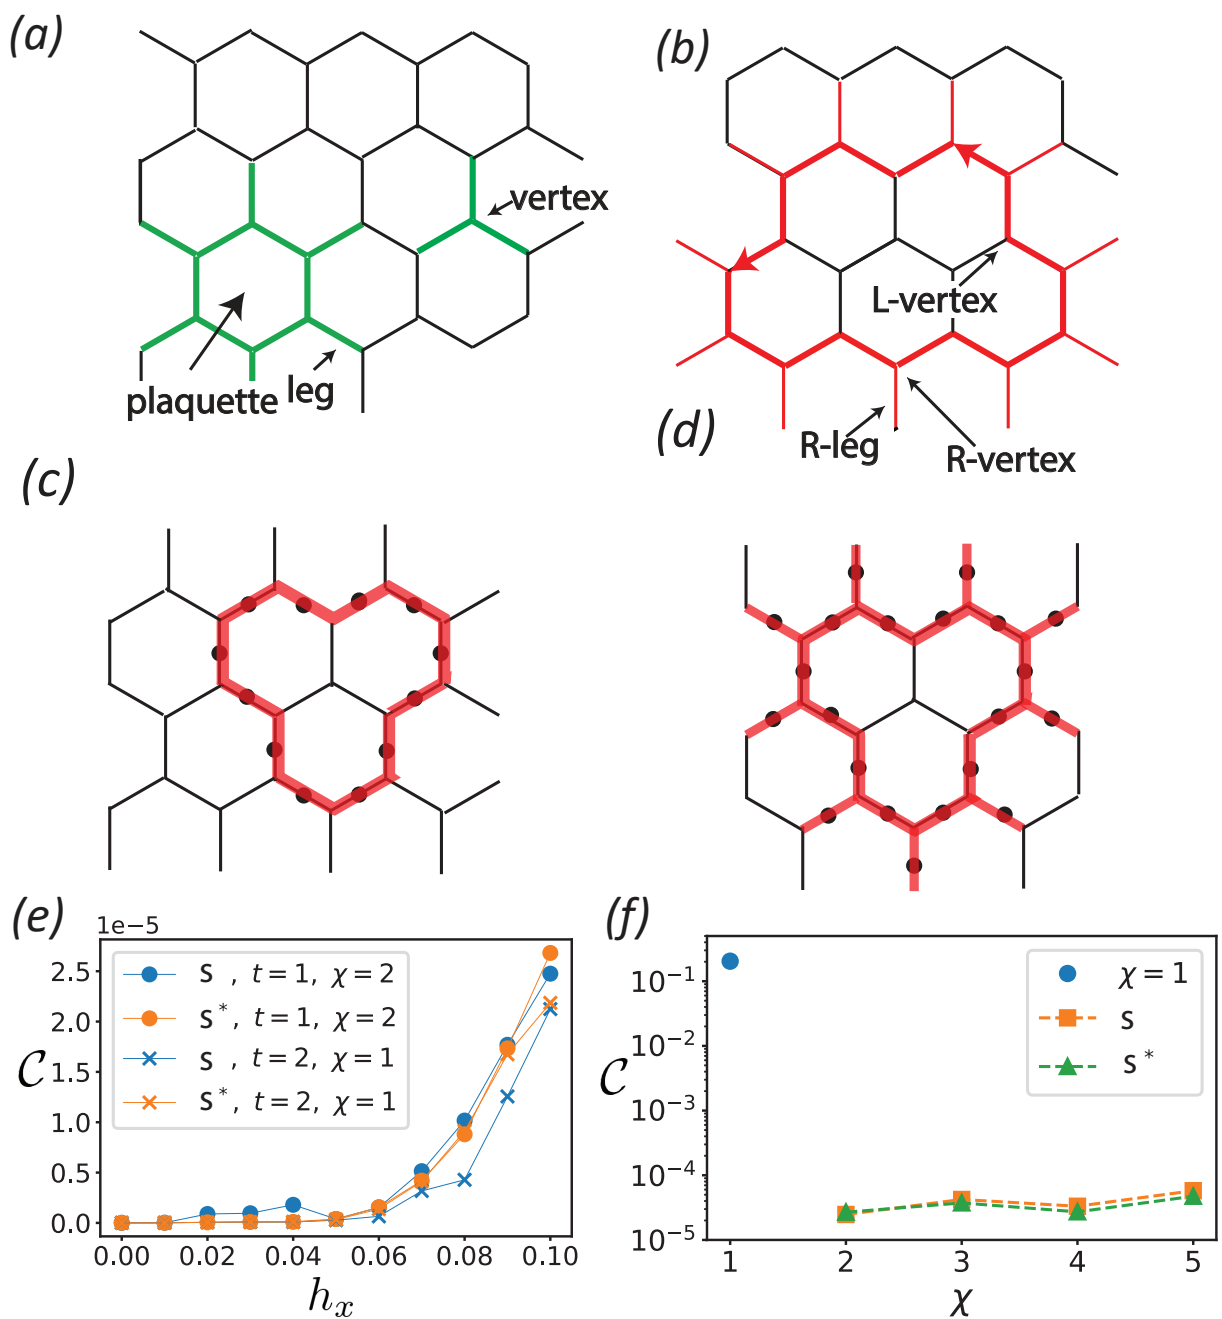 (a)
(b)
vertex
L-vertex
plaquette
leg
R-leg
R-vertex
(c)
(d)
(e)
1e−5
S , t = 1, χ = 2
S*, t = 1, χ = 2
S , t = 2, χ = 1
S*, t = 2, χ = 1
2.5
2.0
1.5
1.0
0.5
0.0
C
0.00 0.02 0.04 0.06 0.08 0.10
hₓ
(f)
χ = 1
S
S*
10⁻¹
10⁻²
10⁻³
10⁻⁴
10⁻⁵
C
1 2 3 4 5
χ